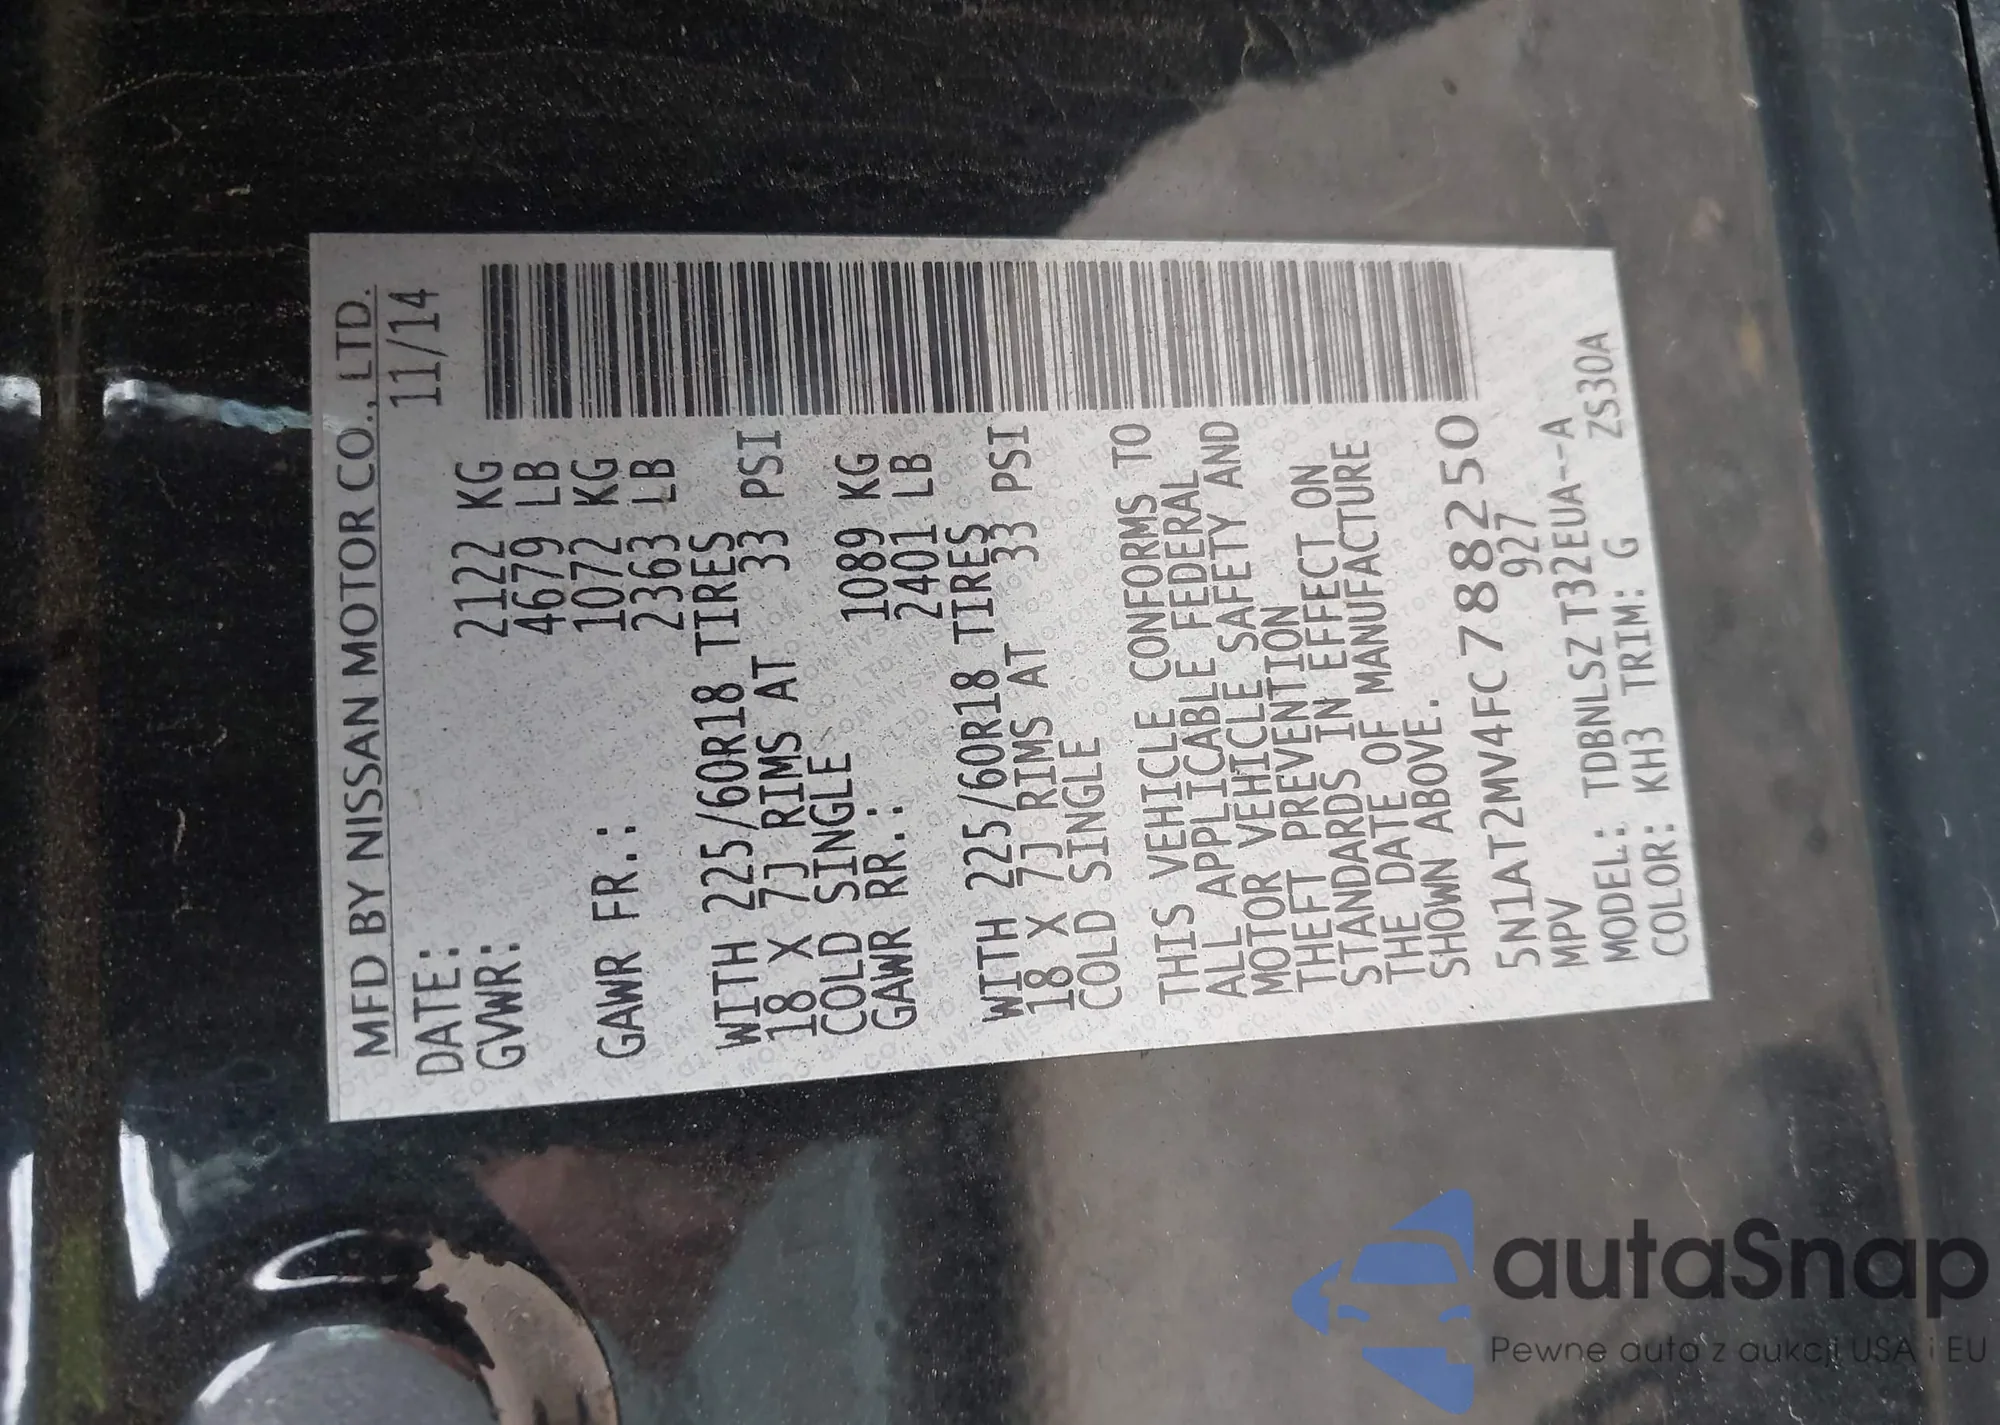 MFD BY NISSAN MOTOR CO., LTD.
DATE: 11/14
GVWR: 2122 KG
4679 LB
GAWR FR.: 1072 KG
2363 LB
WITH 225/60R18 TIRES
18 X 7J RIMS AT 33 PSI
COLD SINGLE
GAWR RR.: 1089 KG
2401 LB
WITH 225/60R18 TIRES
18 X 7J RIMS AT 33 PSI
COLD SINGLE
THIS VEHICLE CONFORMS TO
ALL APPLICABLE FEDERAL
MOTOR VEHICLE SAFETY AND
THEFT PREVENTION
STANDARDS IN EFFECT ON
THE DATE OF MANUFACTURE
SHOWN ABOVE.
5N1AT2MV4FC788250
MPV 927
MODEL: TDBNLSZ T32EUA--A
COLOR: KH3 TRIM: G ZS30A
autaSnap
Pewne auto z aukcji USA i EU